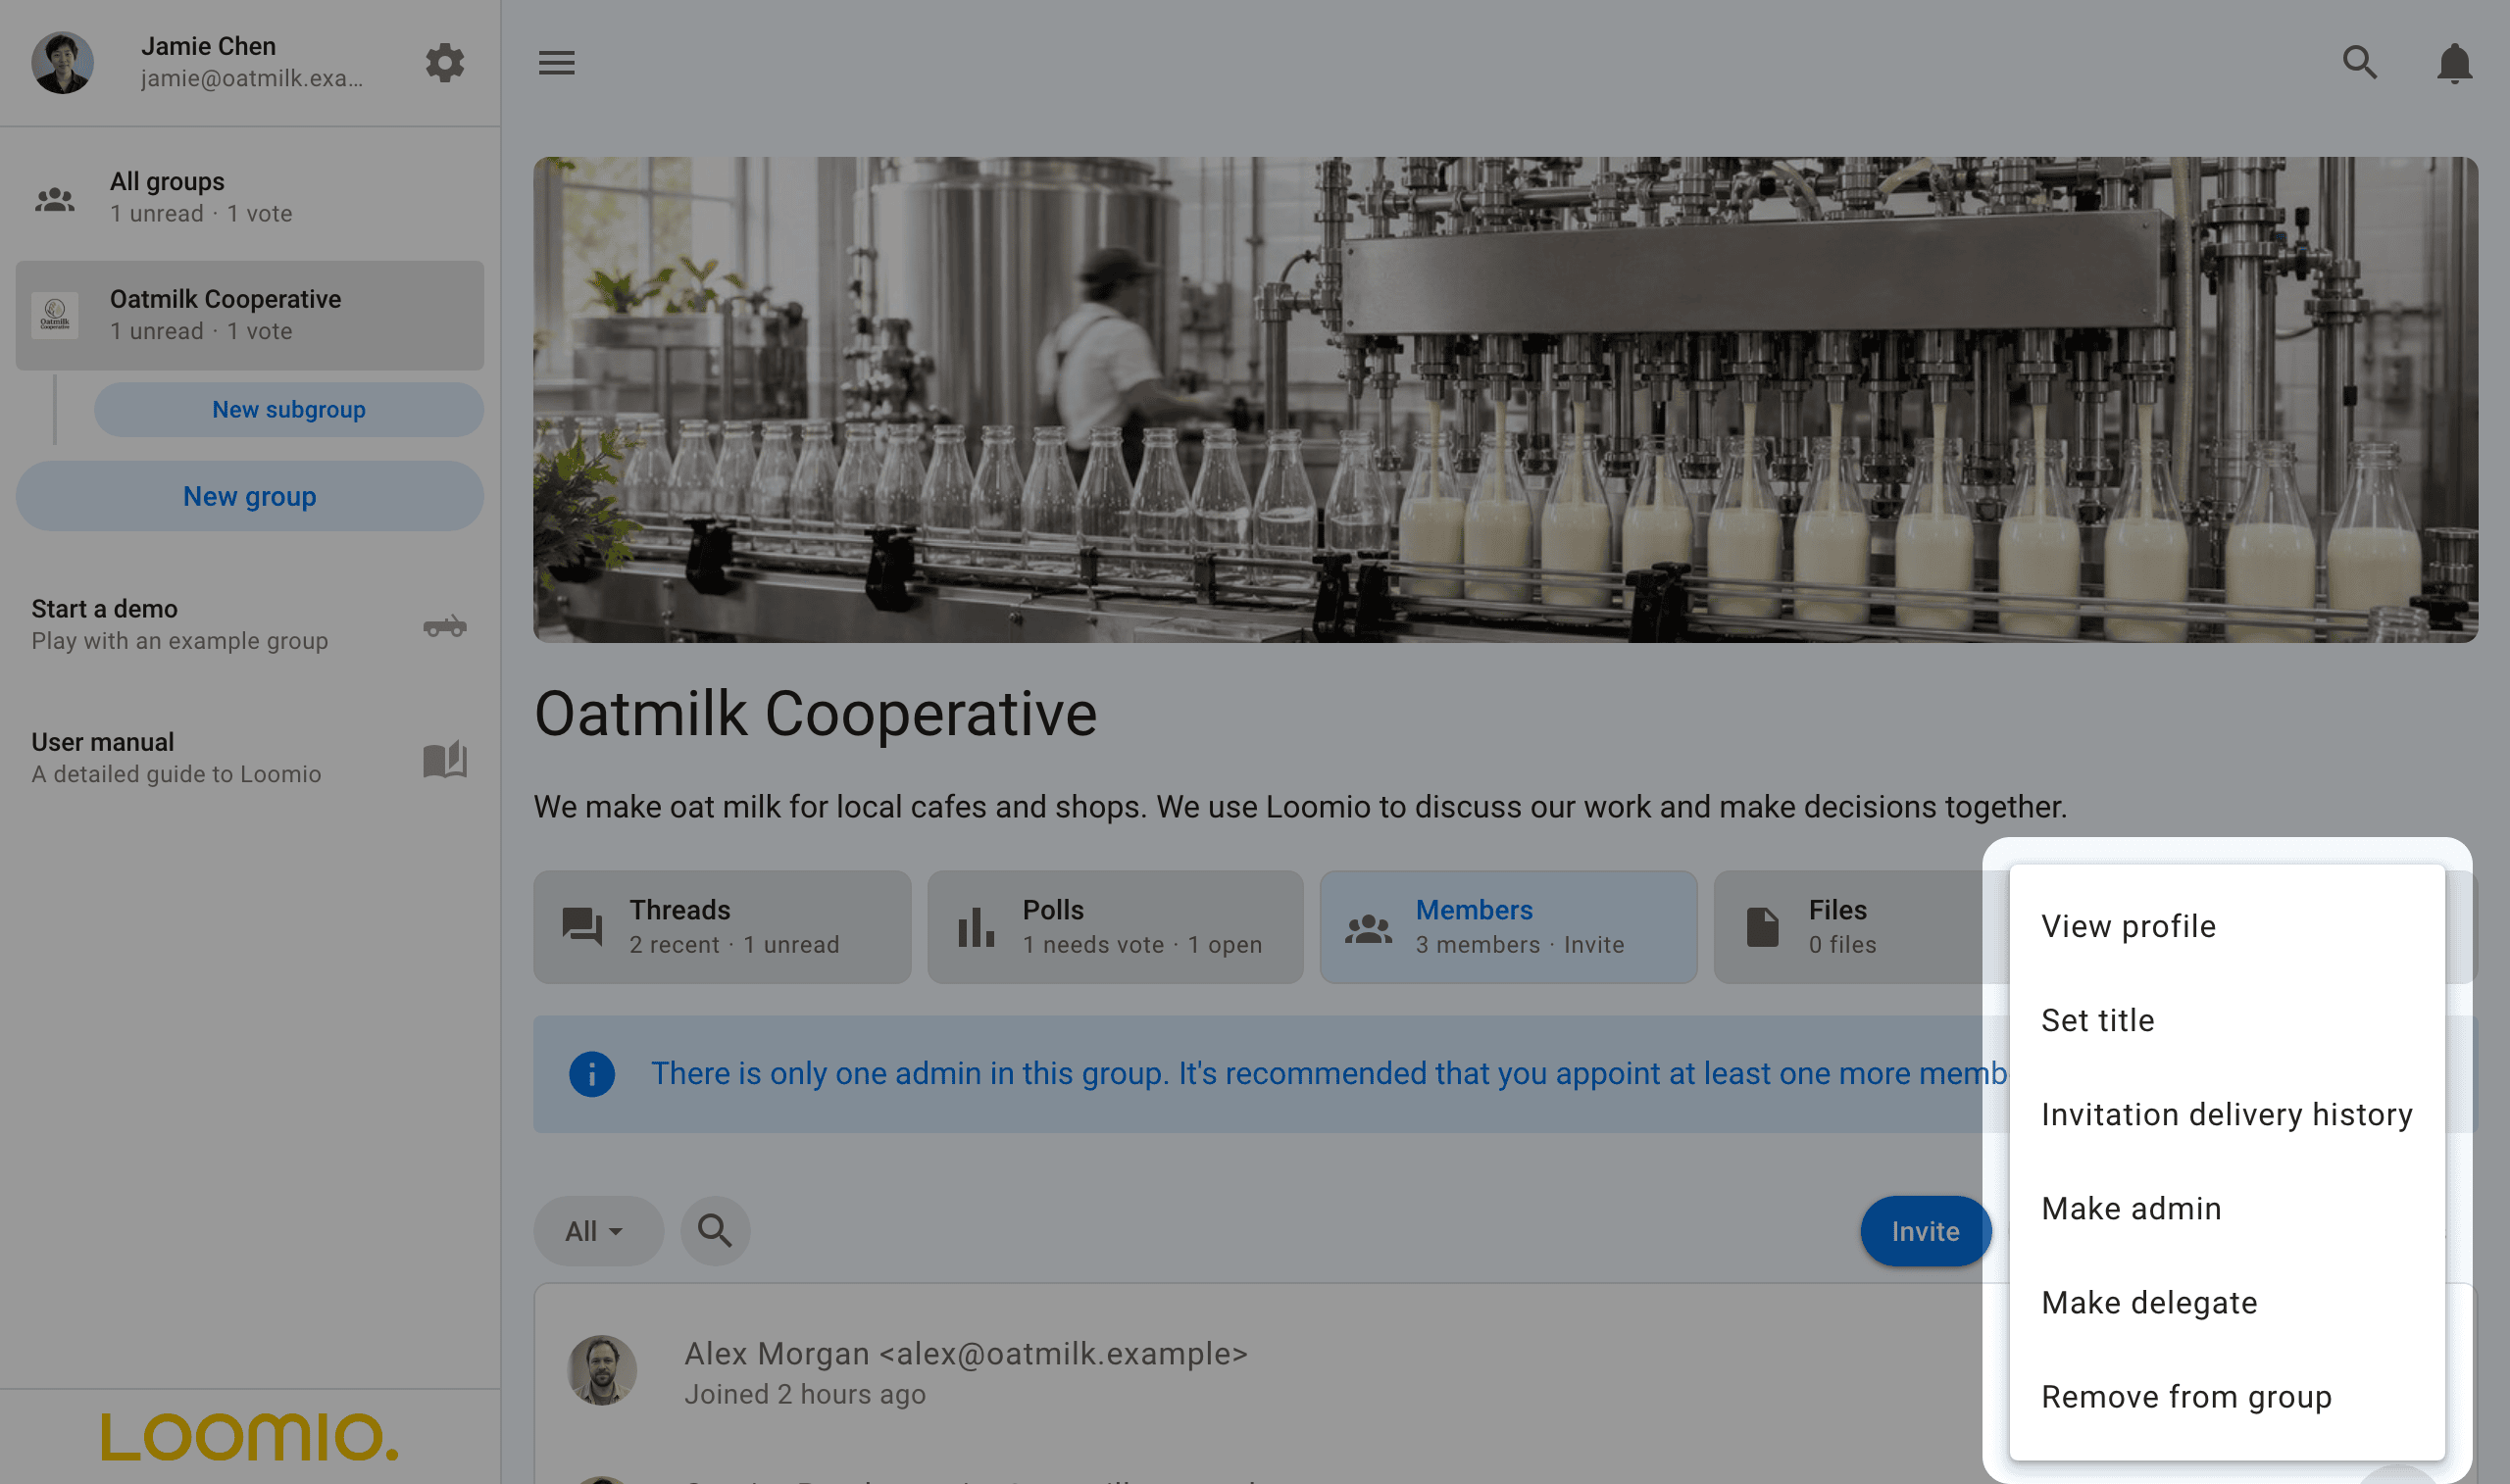 Jamie Chen
jamie@oatmilk.exa...
All groups
1 unread · 1 vote
Oatmilk Cooperative
Oatmilk Cooperative
1 unread · 1 vote
New subgroup
New group
Start a demo
Play with an example group
User manual
A detailed guide to Loomio
LOOMIO.
Oatmilk Cooperative
We make oat milk for local cafes and shops. We use Loomio to discuss our work and make decisions together.
Threads
2 recent · 1 unread
Polls
1 needs vote · 1 open
Members
3 members · Invite
Files
0 files
There is only one admin in this group. It's recommended that you appoint at least one more
All
Invite
Alex Morgan <alex@oatmilk.example>
Joined 2 hours ago
View profile
Set title
Invitation delivery history
Make admin
Make delegate
Remove from group